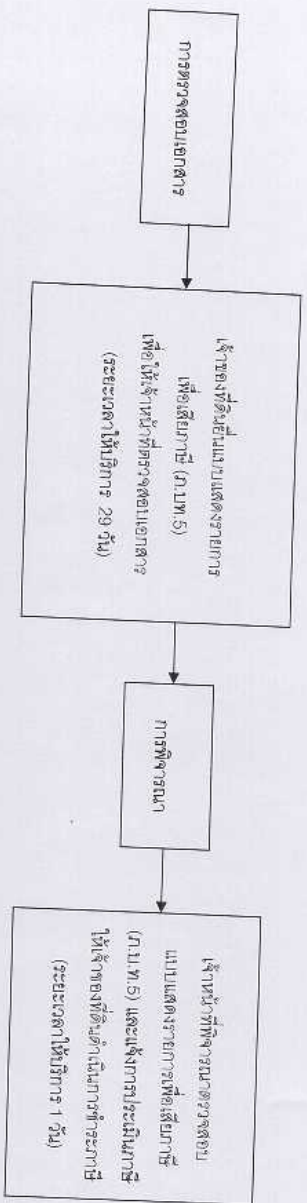 การตรวจสอบเอกสาร
เจ้าของที่ดินยื่นแบบแสดงรายการ
เพื่อเสียภาษี (ภ.บท.5)
เพื่อให้เจ้าหน้าที่ตรวจสอบเอกสาร
(ระยะเวลาให้บริการ 29 วัน)
การพิจารณา
เจ้าหน้าที่พิจารณาตรวจสอบ
แบบแสดงรายการเพื่อเสียภาษี
(ภ.บ.ท.5) และแจ้งการประเมินภาษี
ให้เจ้าของที่ดินดำเนินการชำระภาษี
(ระยะเวลาให้บริการ 1 วัน)